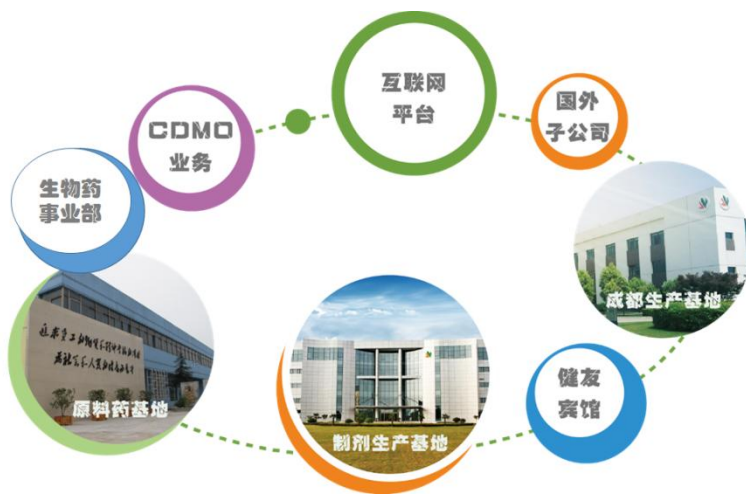 互联网
平台
国外
子公司
CDMO
业务
生物药
事业部
成都生产基地
原料药基地
制剂生产基地
健友
宾馆